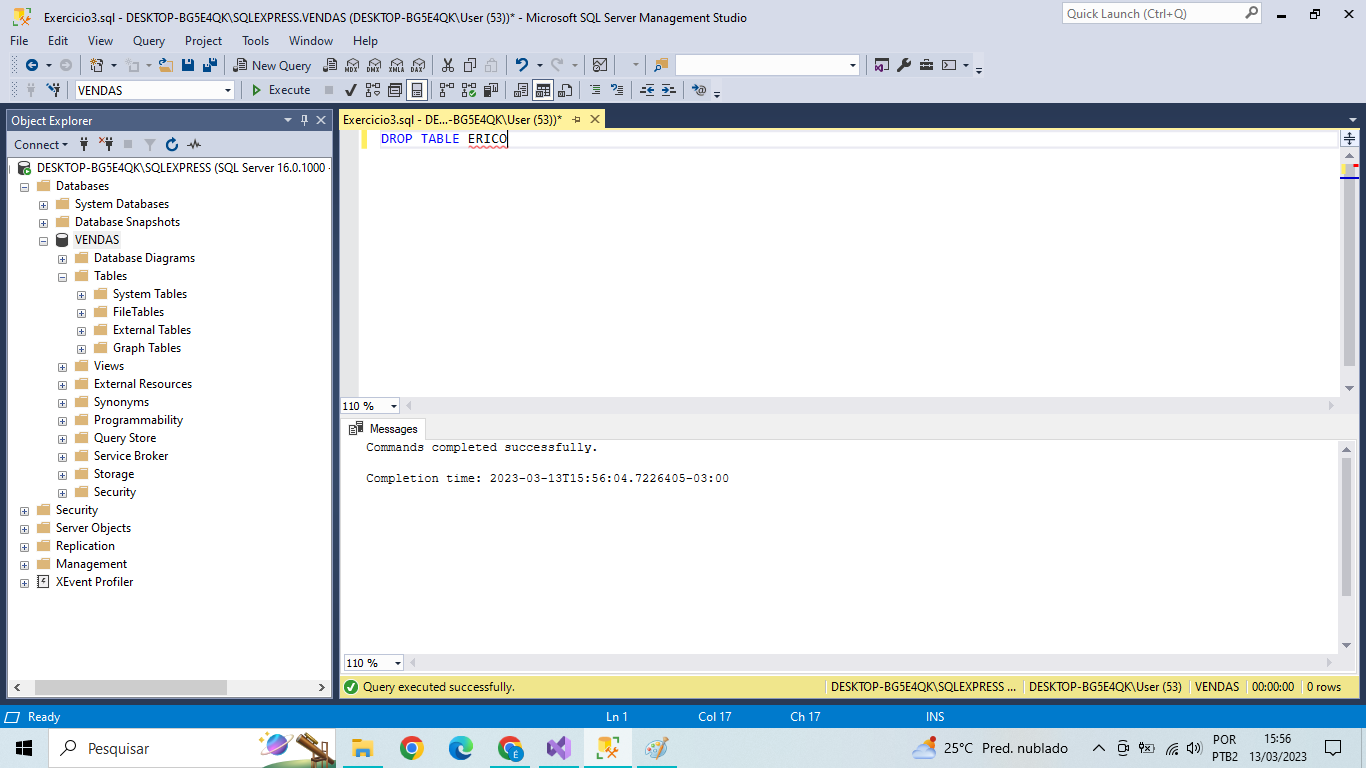 Exercicio3.sql - DESKTOP-BG5E4QK\SQLEXPRESS.VENDAS (DESKTOP-BG5E4QK\User (53))* - Microsoft SQL Server Management Studio
Quick Launch (Ctrl+Q)
File Edit View Query Project Tools Window Help
New Query MDX DMX XMLA DAX
VENDAS Execute
Object Explorer
Connect
DESKTOP-BG5E4QK\SQLEXPRESS (SQL Server 16.0.1000 -
Databases
System Databases
Database Snapshots
VENDAS
Database Diagrams
Tables
System Tables
FileTables
External Tables
Graph Tables
Views
External Resources
Synonyms
Programmability
Query Store
Service Broker
Storage
Security
Security
Server Objects
Replication
Management
XEvent Profiler
Exercicio3.sql - DE...-BG5E4QK\User (53))*
DROP TABLE ERICO
110 %
Messages
Commands completed successfully.
Completion time: 2023-03-13T15:56:04.7226405-03:00
110 %
Query executed successfully.
DESKTOP-BG5E4QK\SQLEXPRESS ... DESKTOP-BG5E4QK\User (53) VENDAS 00:00:00 0 rows
Ready Ln 1 Col 17 Ch 17 INS
Pesquisar
É
25°C Pred. nublado
POR
PTB2
15:56
13/03/2023